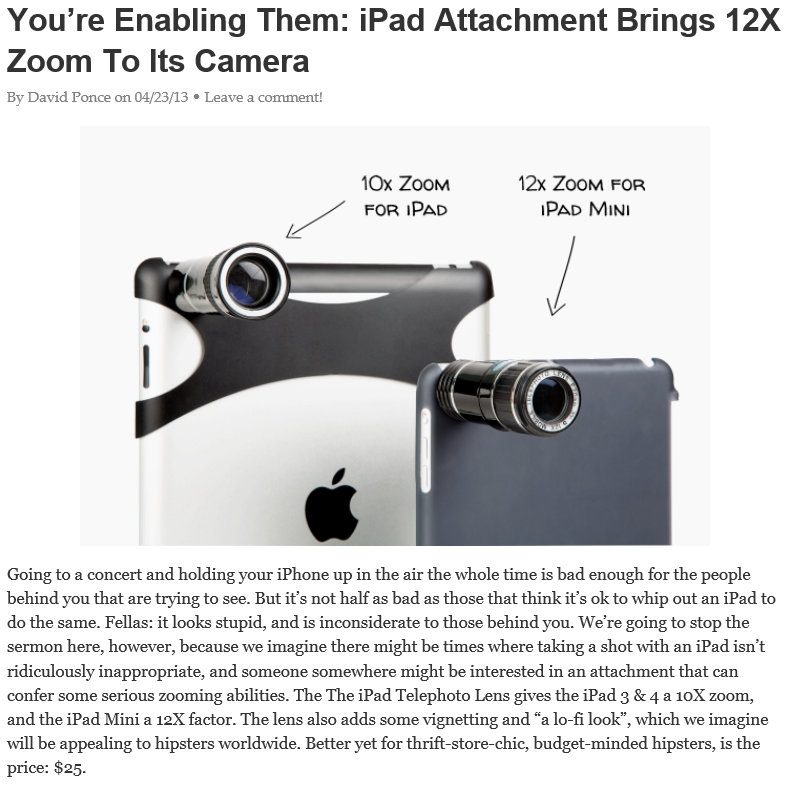 You’re Enabling Them: iPad Attachment Brings 12X
Zoom To Its Camera
By David Ponce on 04/23/13 • Leave a comment!
10x Zoom
for iPad
12x Zoom for
iPad Mini
Going to a concert and holding your iPhone up in the air the whole time is bad enough for the people
behind you that are trying to see. But it’s not half as bad as those that think it’s ok to whip out an iPad to
do the same. Fellas: it looks stupid, and is inconsiderate to those behind you. We’re going to stop the
sermon here, however, because we imagine there might be times where taking a shot with an iPad isn’t
ridiculously inappropriate, and someone somewhere might be interested in an attachment that can
confer some serious zooming abilities. The The iPad Telephoto Lens gives the iPad 3 & 4 a 10X zoom,
and the iPad Mini a 12X factor. The lens also adds some vignetting and “a lo-fi look”, which we imagine
will be appealing to hipsters worldwide. Better yet for thrift-store-chic, budget-minded hipsters, is the
price: $25.